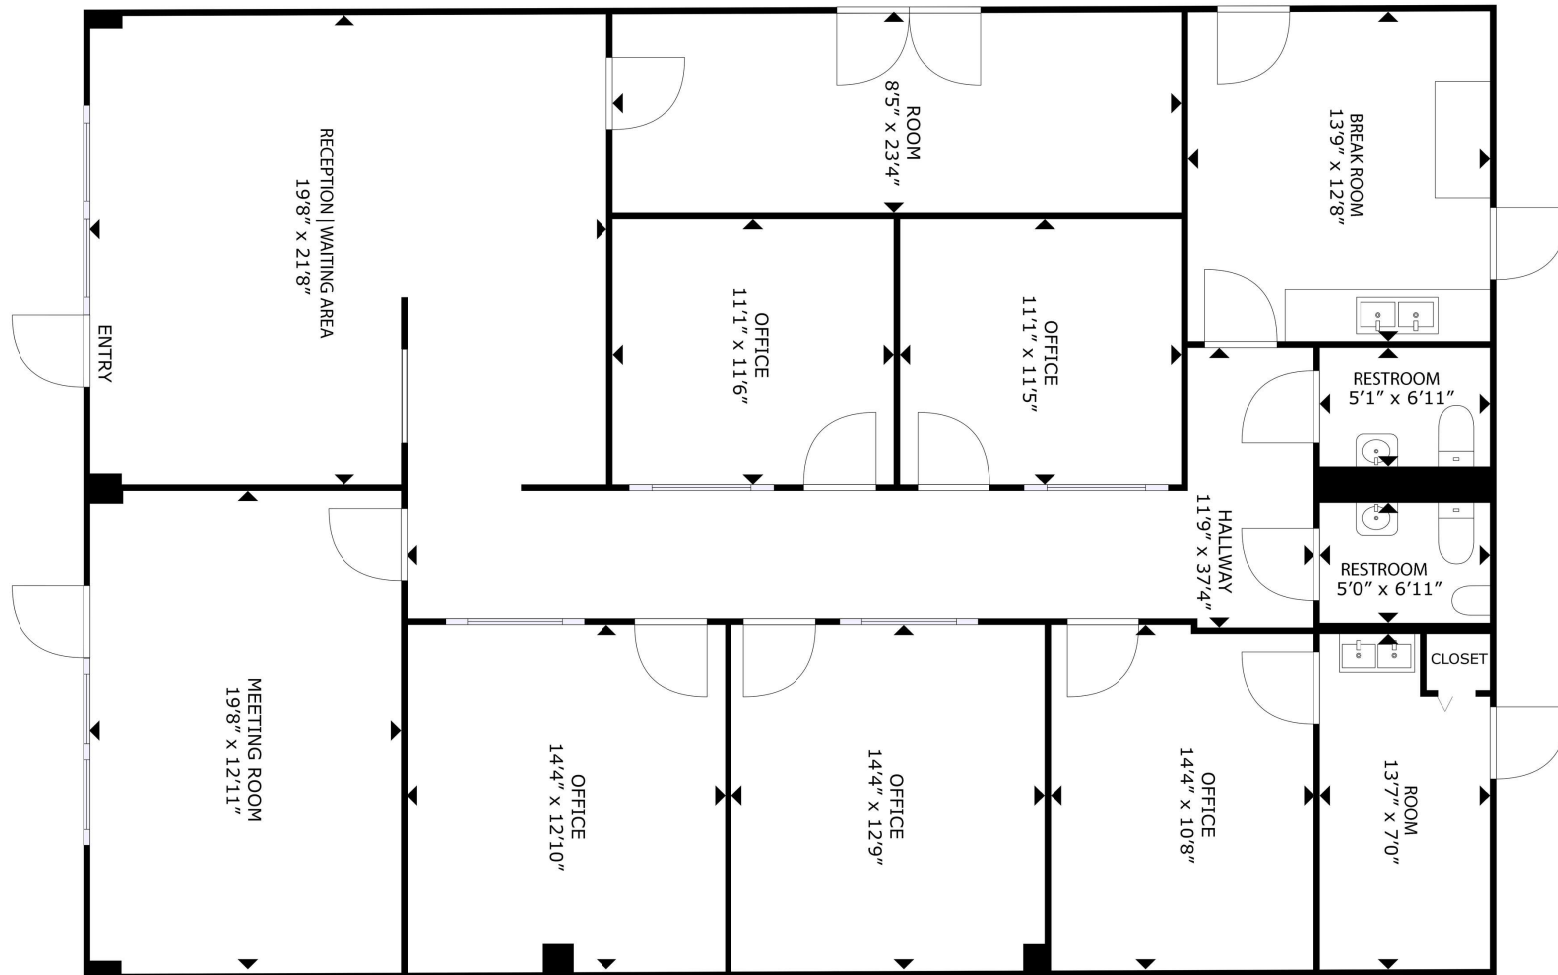 RECEPTION | WAITING AREA
19'8" x 21'8"
ENTRY
ROOM
8'5" x 23'4"
BREAK ROOM
13'9" x 12'8"
OFFICE
11'1" x 11'6"
OFFICE
11'1" x 11'5"
RESTROOM
5'1" x 6'11"
HALLWAY
11'9" x 37'4"
RESTROOM
5'0" x 6'11"
MEETING ROOM
19'8" x 12'11"
OFFICE
14'4" x 12'10"
OFFICE
14'4" x 12'9"
OFFICE
14'4" x 10'8"
CLOSET
ROOM
13'7" x 7'0"